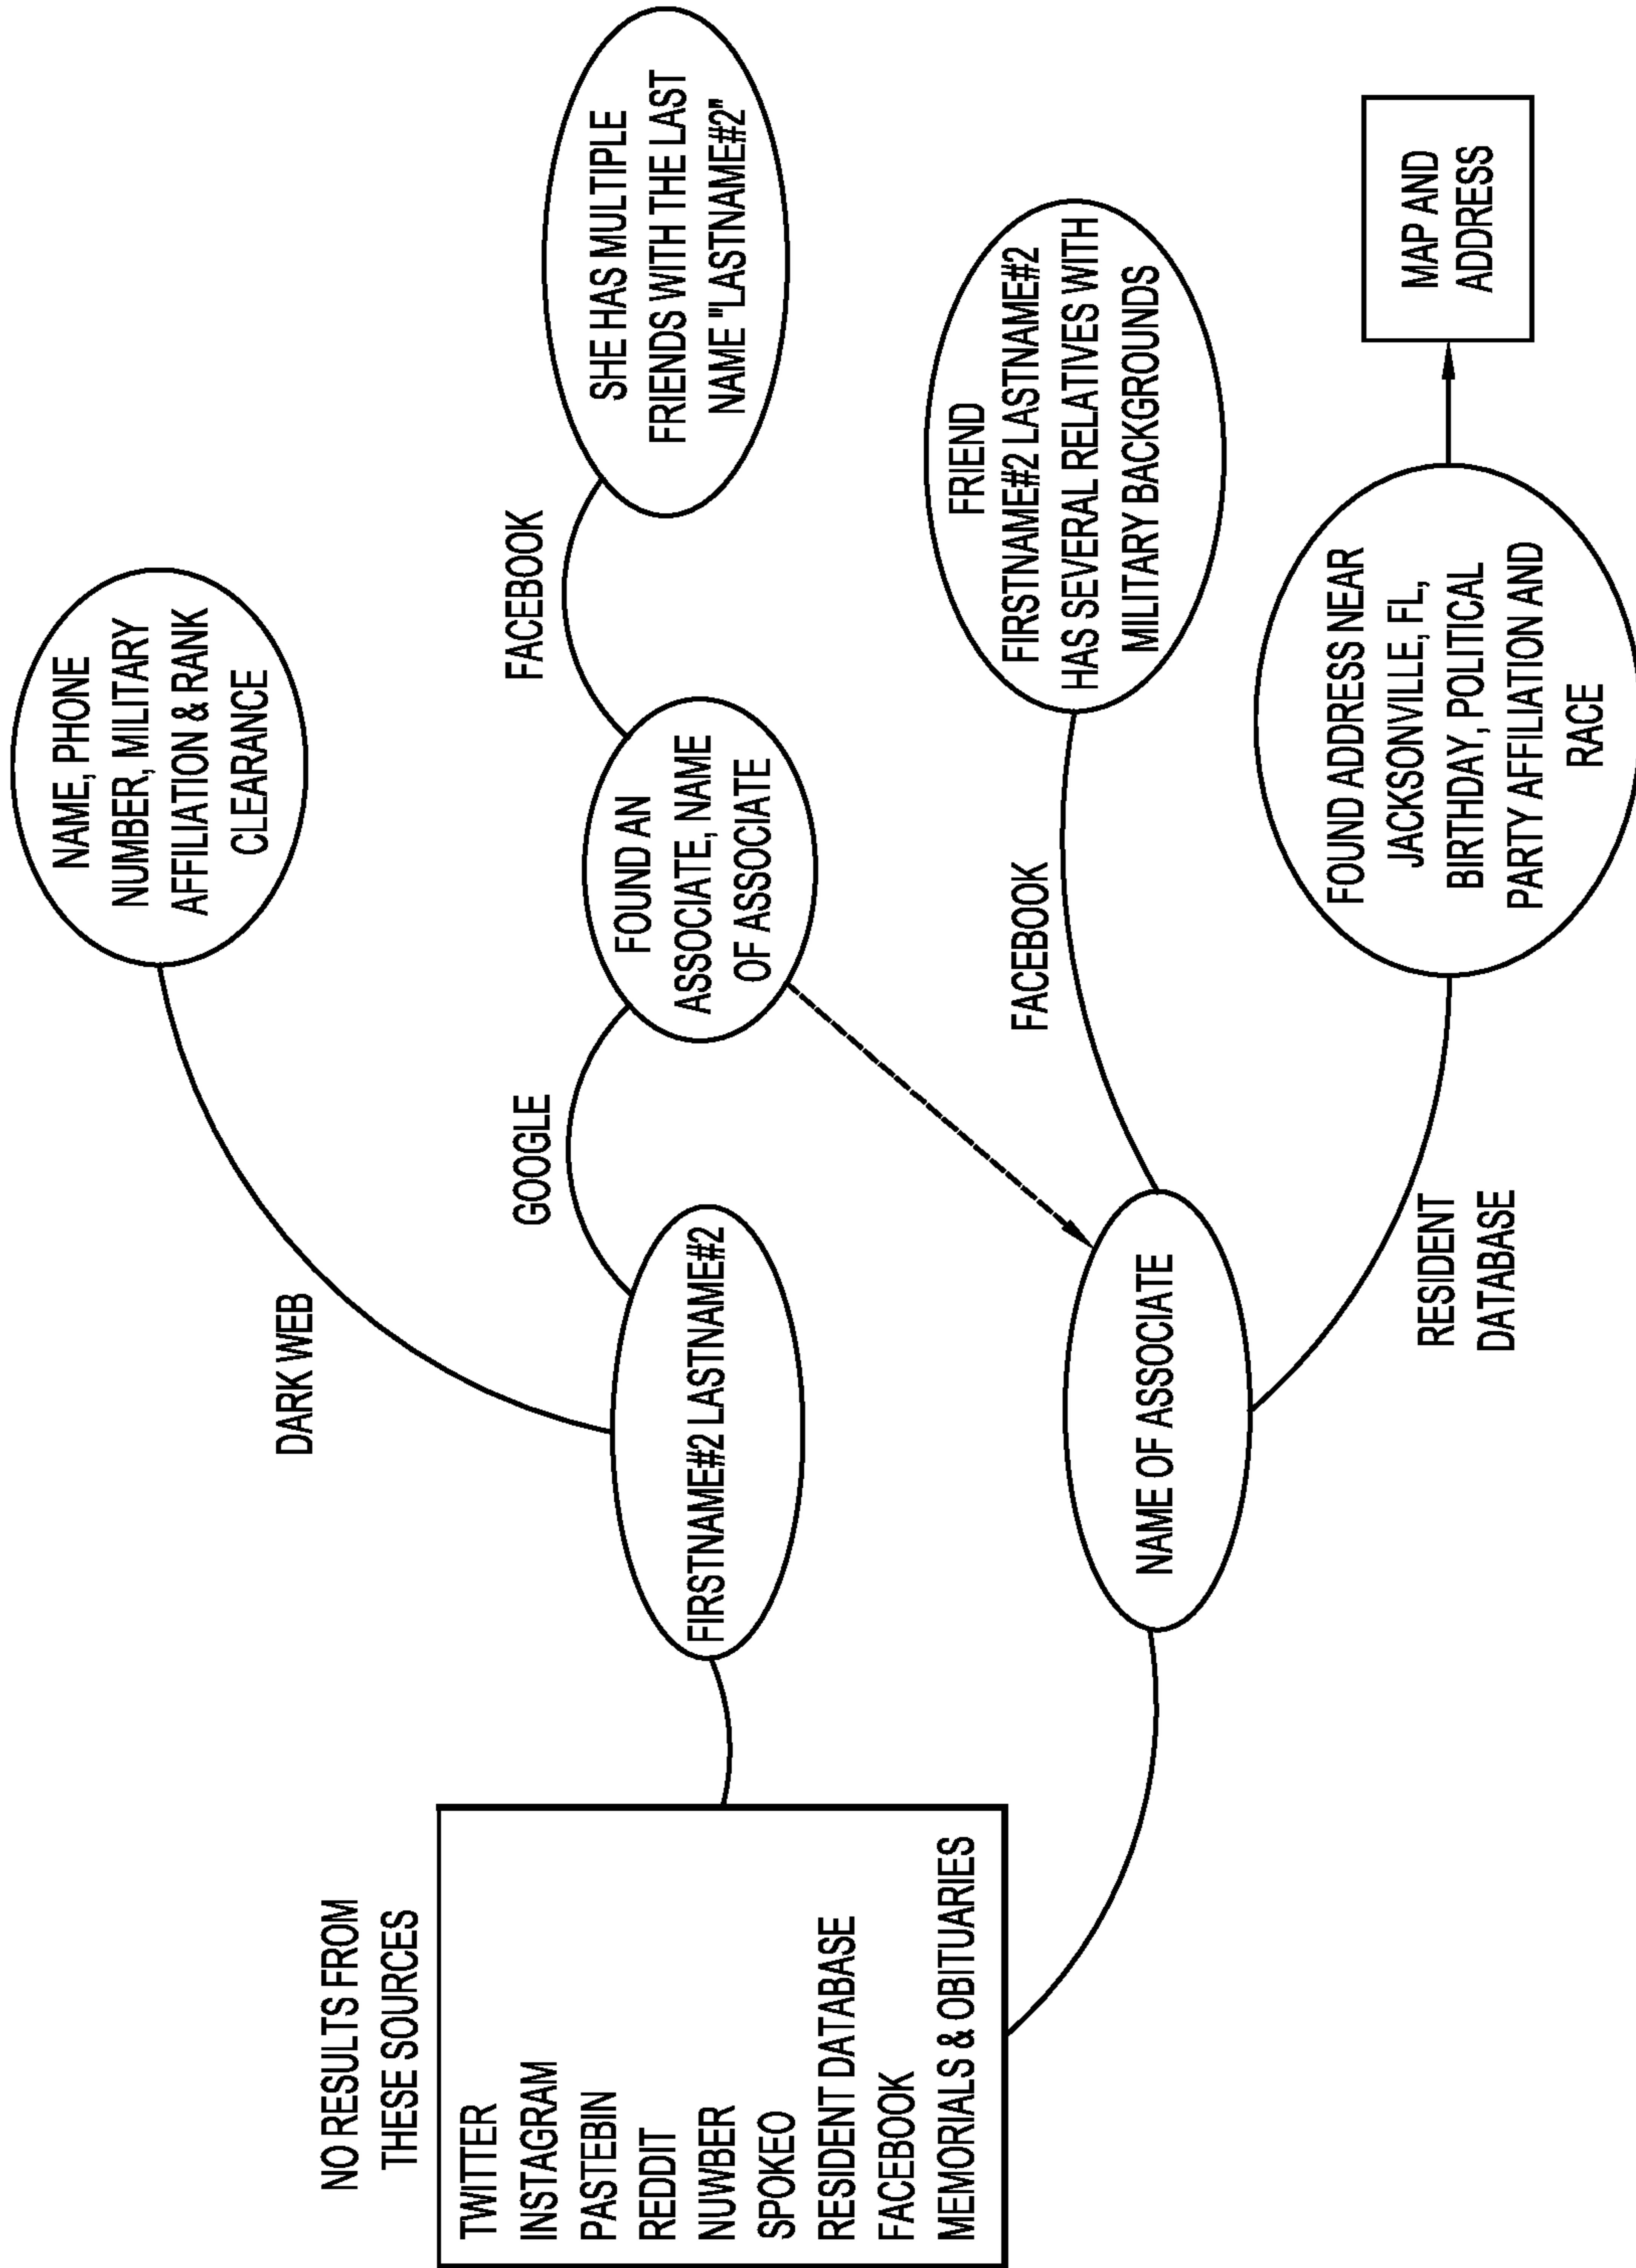 NO RESULTS FROM
THESE SOURCES
TWITTER
INSTAGRAM
PASTEBIN
REDDIT
NUWBER
SPOKEO
RESIDENT DATABASE
FACEBOOK
MEMORIALS & OBITUARIES
DARK WEB
NAME, PHONE
NUMBER, MILITARY
AFFILIATION & RANK
CLEARANCE
FIRSTNAME#2 LASTNAME#2
GOOGLE
FOUND AN
ASSOCIATE, NAME
OF ASSOCIATE
FACEBOOK
SHE HAS MULTIPLE
FRIENDS WITH THE LAST
NAME "LASTNAME#2"
NAME OF ASSOCIATE
FACEBOOK
FRIEND
FIRSTNAME#2 LASTNAME#2
HAS SEVERAL RELATIVES WITH
MILITARY BACKGROUNDS
RESIDENT
DATABASE
FOUND ADDRESS NEAR
JACKSONVILLE, FL,
BIRTHDAY, POLITICAL
PARTY AFFILIATION AND
RACE
MAP AND
ADDRESS